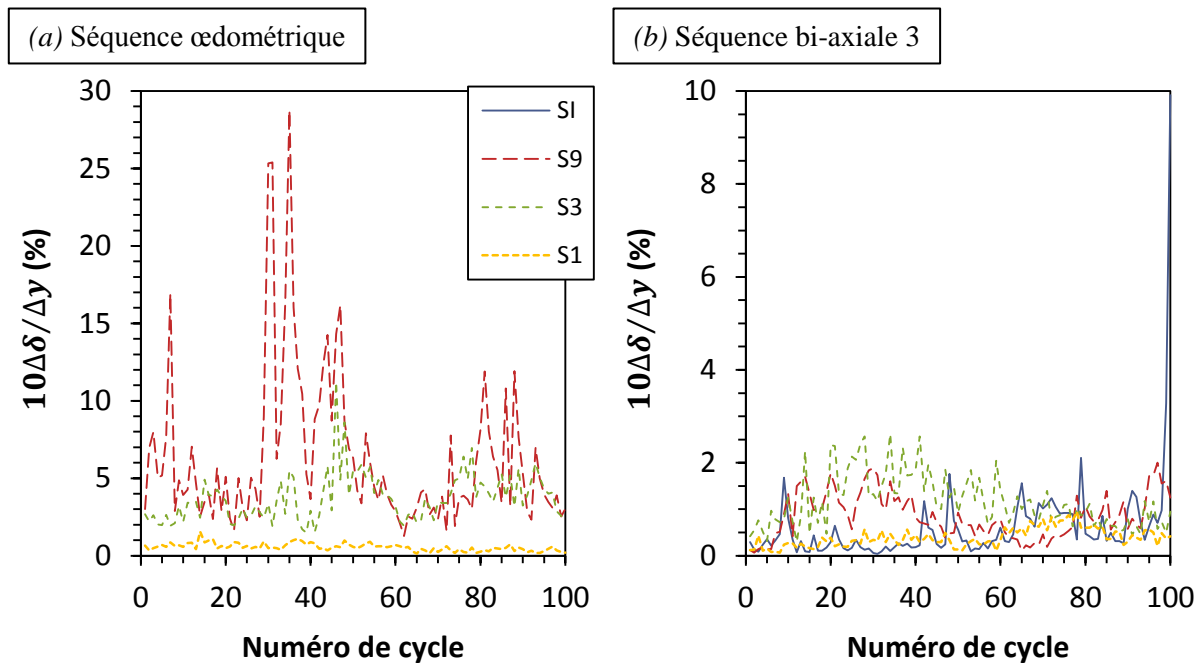 (a) Séquence œdométrique
(b) Séquence bi-axiale 3
30
25
20
15
10
5
0
10Δδ/Δy (%)
0 20 40 60 80 100
Numéro de cycle
SI
S9
S3
S1
10
8
6
4
2
0
10Δδ/Δy (%)
0 20 40 60 80 100
Numéro de cycle